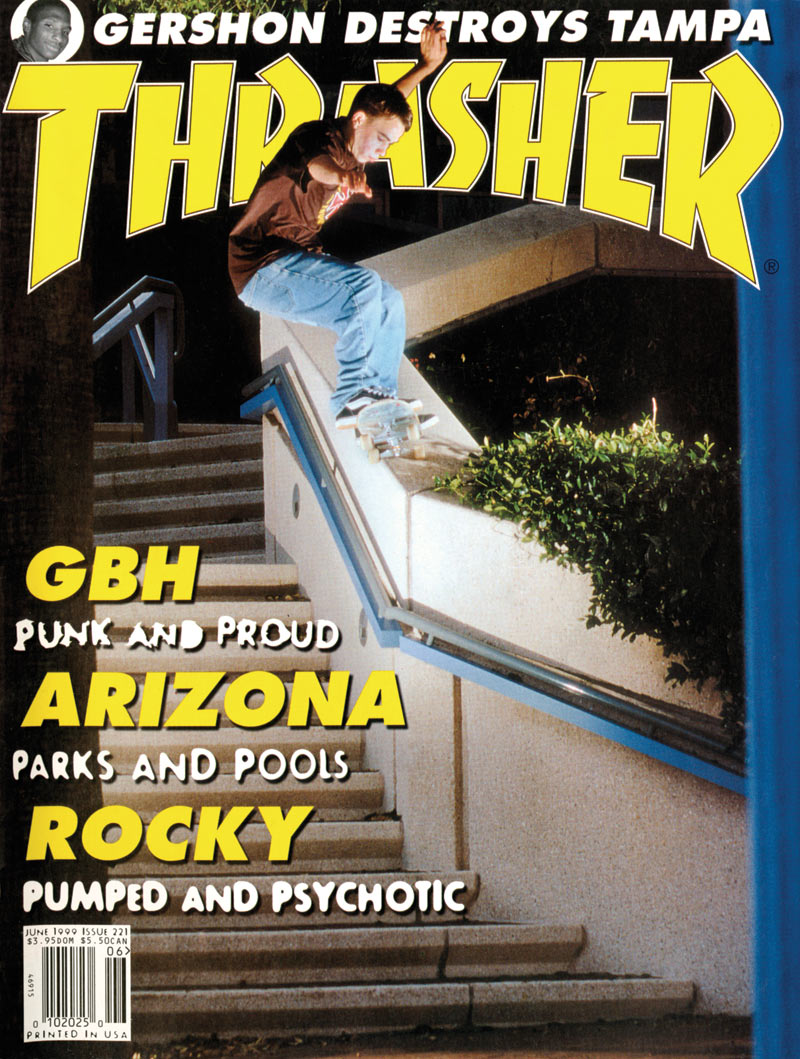 GERSHON DESTROYS TAMPA
THRASHER
®
GBH
PUNK AND PROUD
ARIZONA
PARKS AND POOLS
ROCKY
PUMPED AND PSYCHOTIC
JUNE 1999 ISSUE 221
$3.95DOM $5.50CAN
06>
46915
0 102025 0
PRINTED IN USA